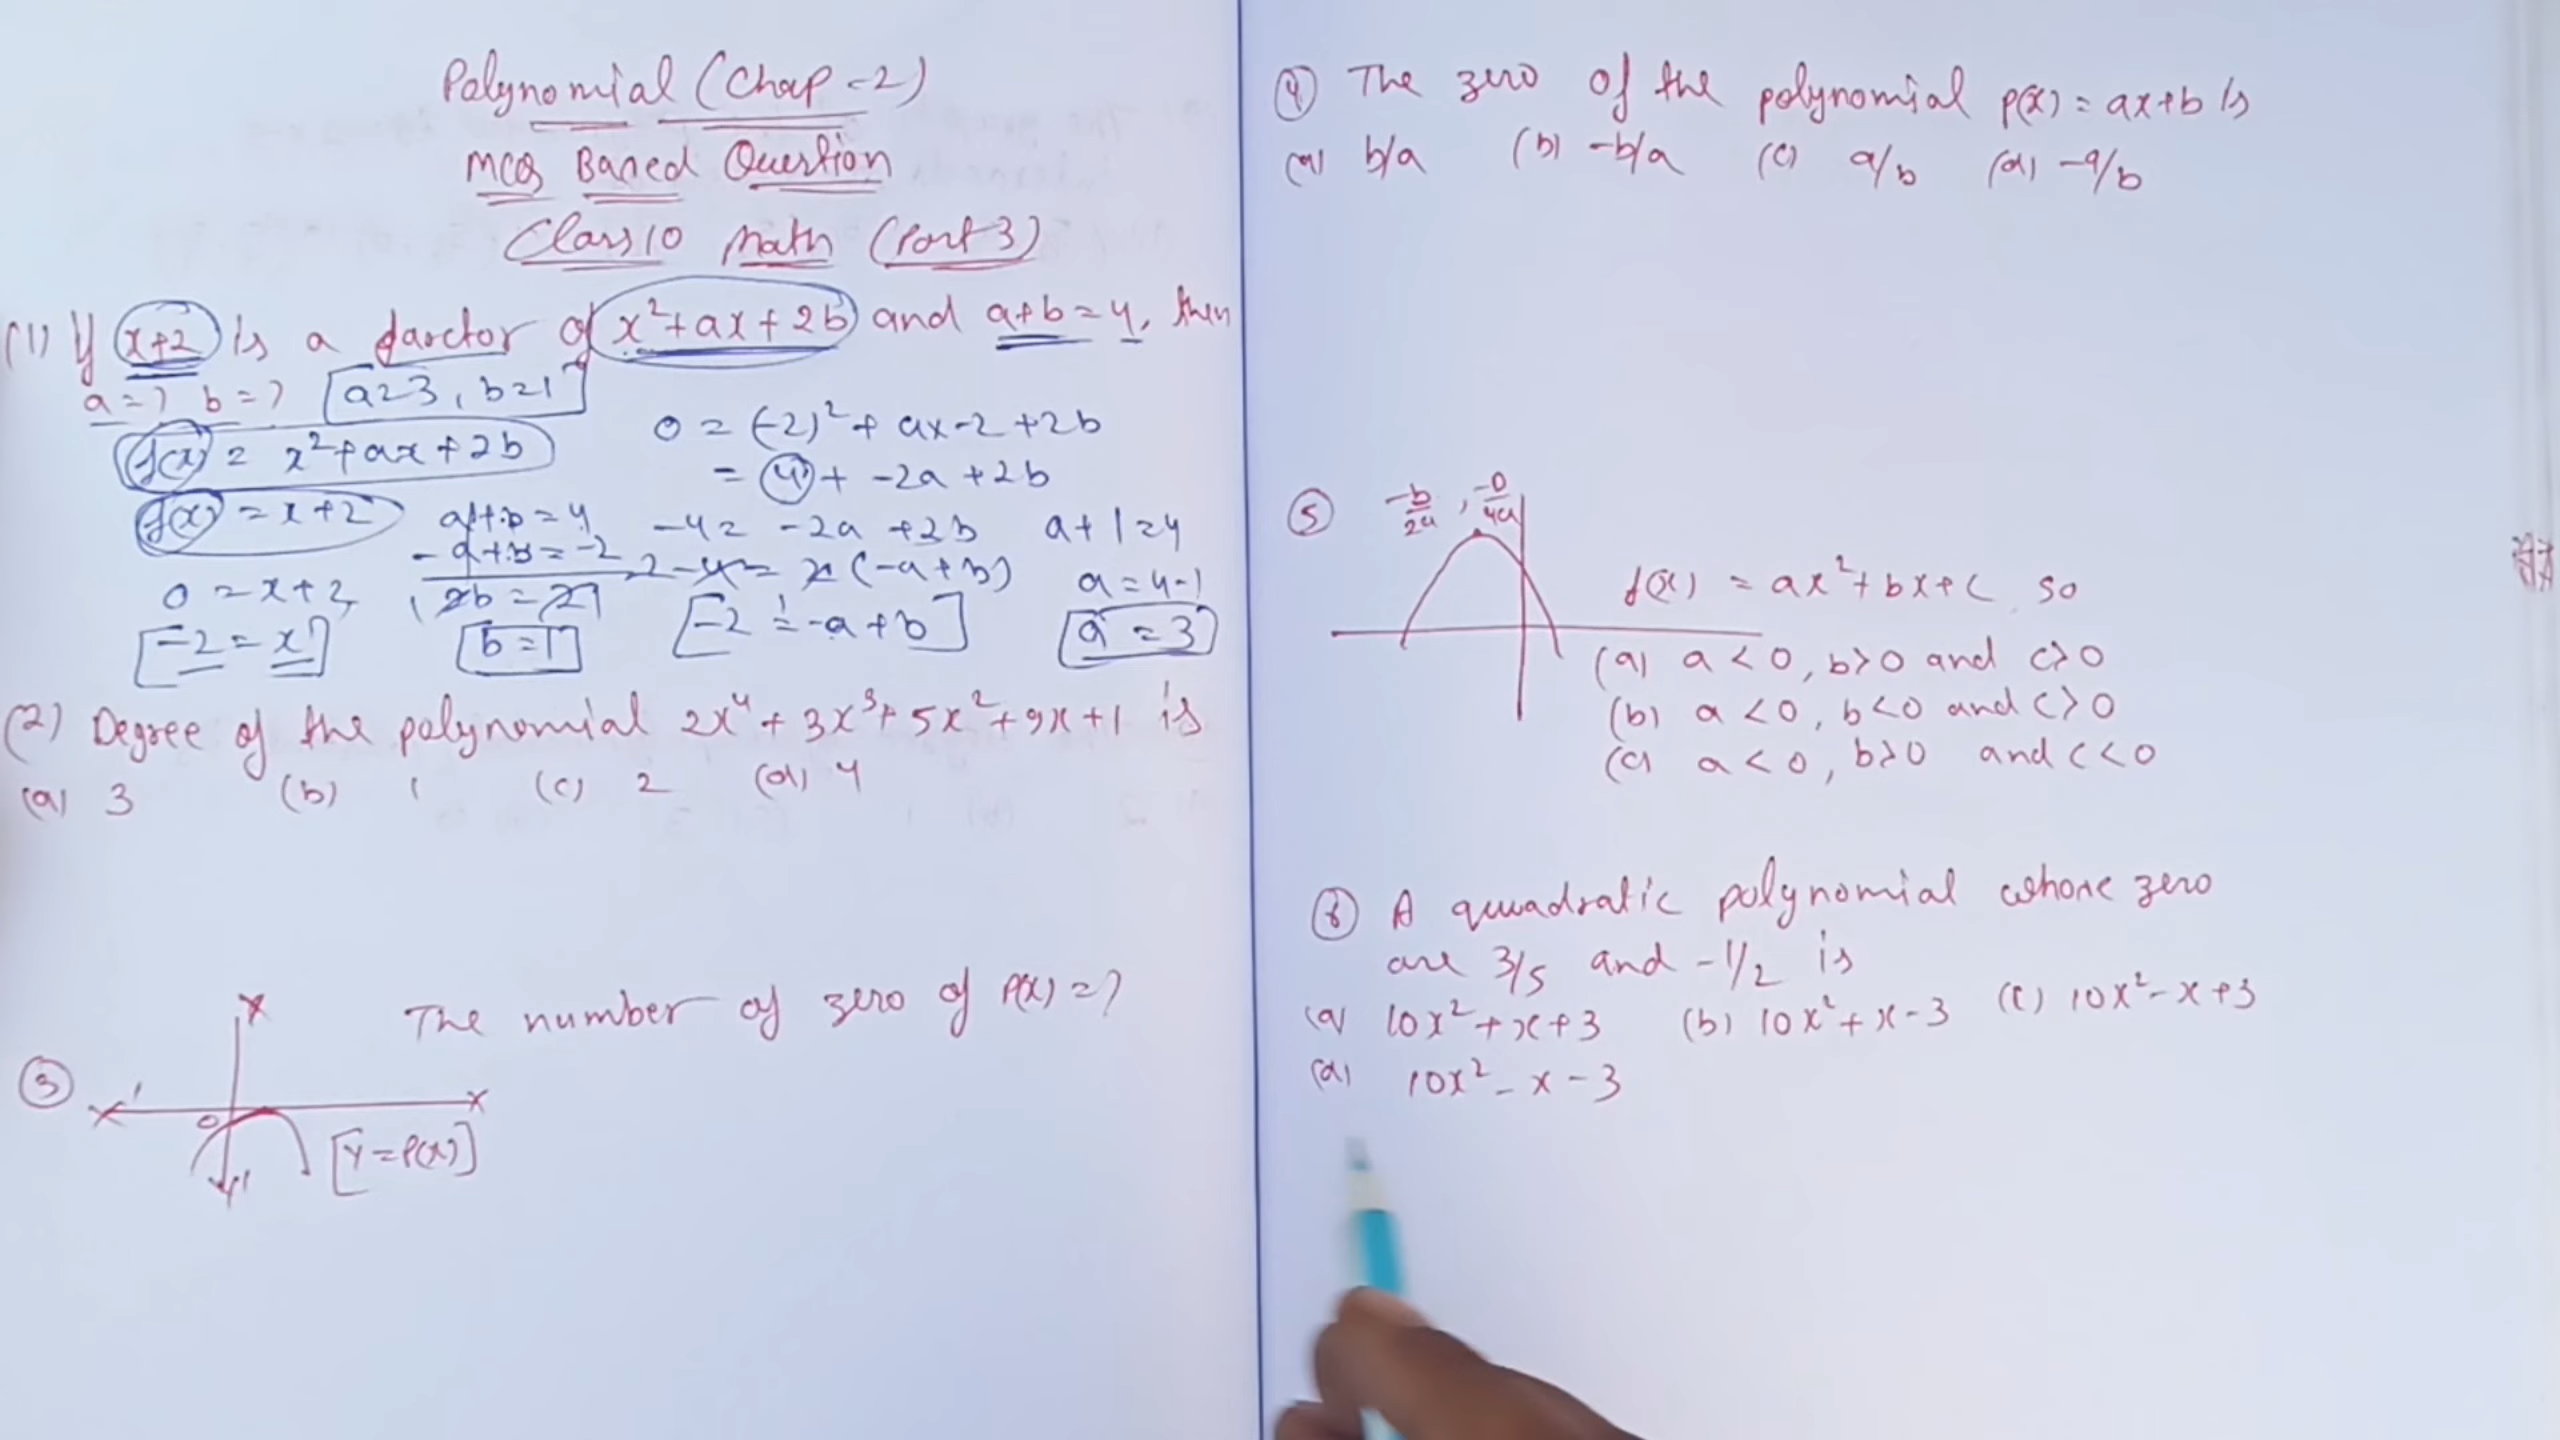 Polynomial (Chap-2)
MCQ Based Question
Class 10 Math (Part 3)
(1) If x+2 is a faector of x²+ax+2b and a+b=4, then
a=? b=? a=3, b=1
f(x) = x²+ax+2b
f(x) = x+2
0 = x+2
-2 = x
a+b=4
-a+b=-2
2b=2
b=1
0 = (-2)²+ ax-2+2b
= 4+ -2a+2b
-4= -2a+2b
-4= 2(-a+b)
-2 = -a+b
a+1=4
a=4-1
a=3
(2) Degree of the polynomial 2x⁴+3x³+5x²+9x+1 is
(a) 3 (b) 1 (c) 2 (d) 4
③ The number of zero of P(x)=?
X' X
O
Y'
[Y=P(x)]
④ The zero of the polynomial p(x)=ax+b is
(a) b/a (b) -b/a (c) a/b (d) -a/b
⑤ -b/2a, -D/4a
f(x) = ax²+bx+c so
(a) a<0, b>0 and c>0
(b) a<0, b<0 and c>0
(c) a<0, b>0 and c<0
⑥ A quadratic polynomial whose zero
are 3/5 and -1/2 is
(a) 10x²+x+3 (b) 10x²+x-3 (c) 10x²-x+3
(d) 10x²-x-3